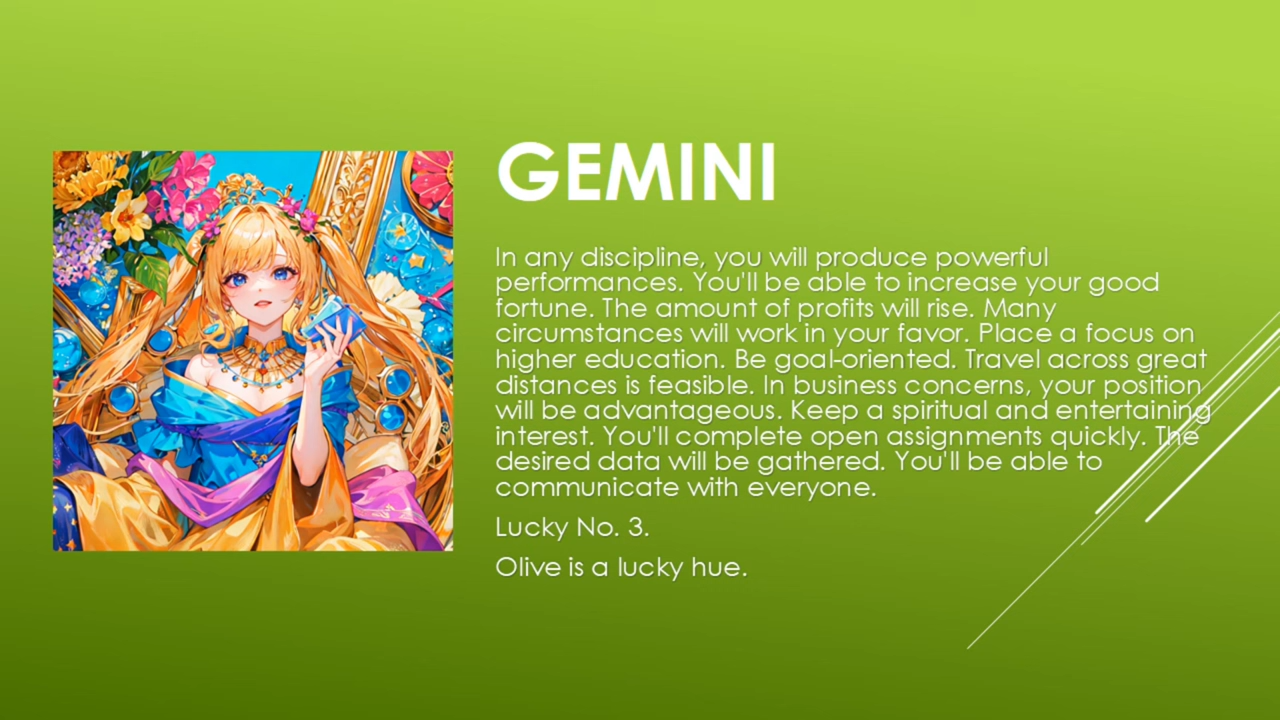 GEMINI
In any discipline, you will produce powerful
performances. You'll be able to increase your good
fortune. The amount of profits will rise. Many
circumstances will work in your favor. Place a focus on
higher education. Be goal-oriented. Travel across great
distances is feasible. In business concerns, your position
will be advantageous. Keep a spiritual and entertaining
interest. You'll complete open assignments quickly. The
desired data will be gathered. You'll be able to
communicate with everyone.
Lucky No. 3.
Olive is a lucky hue.